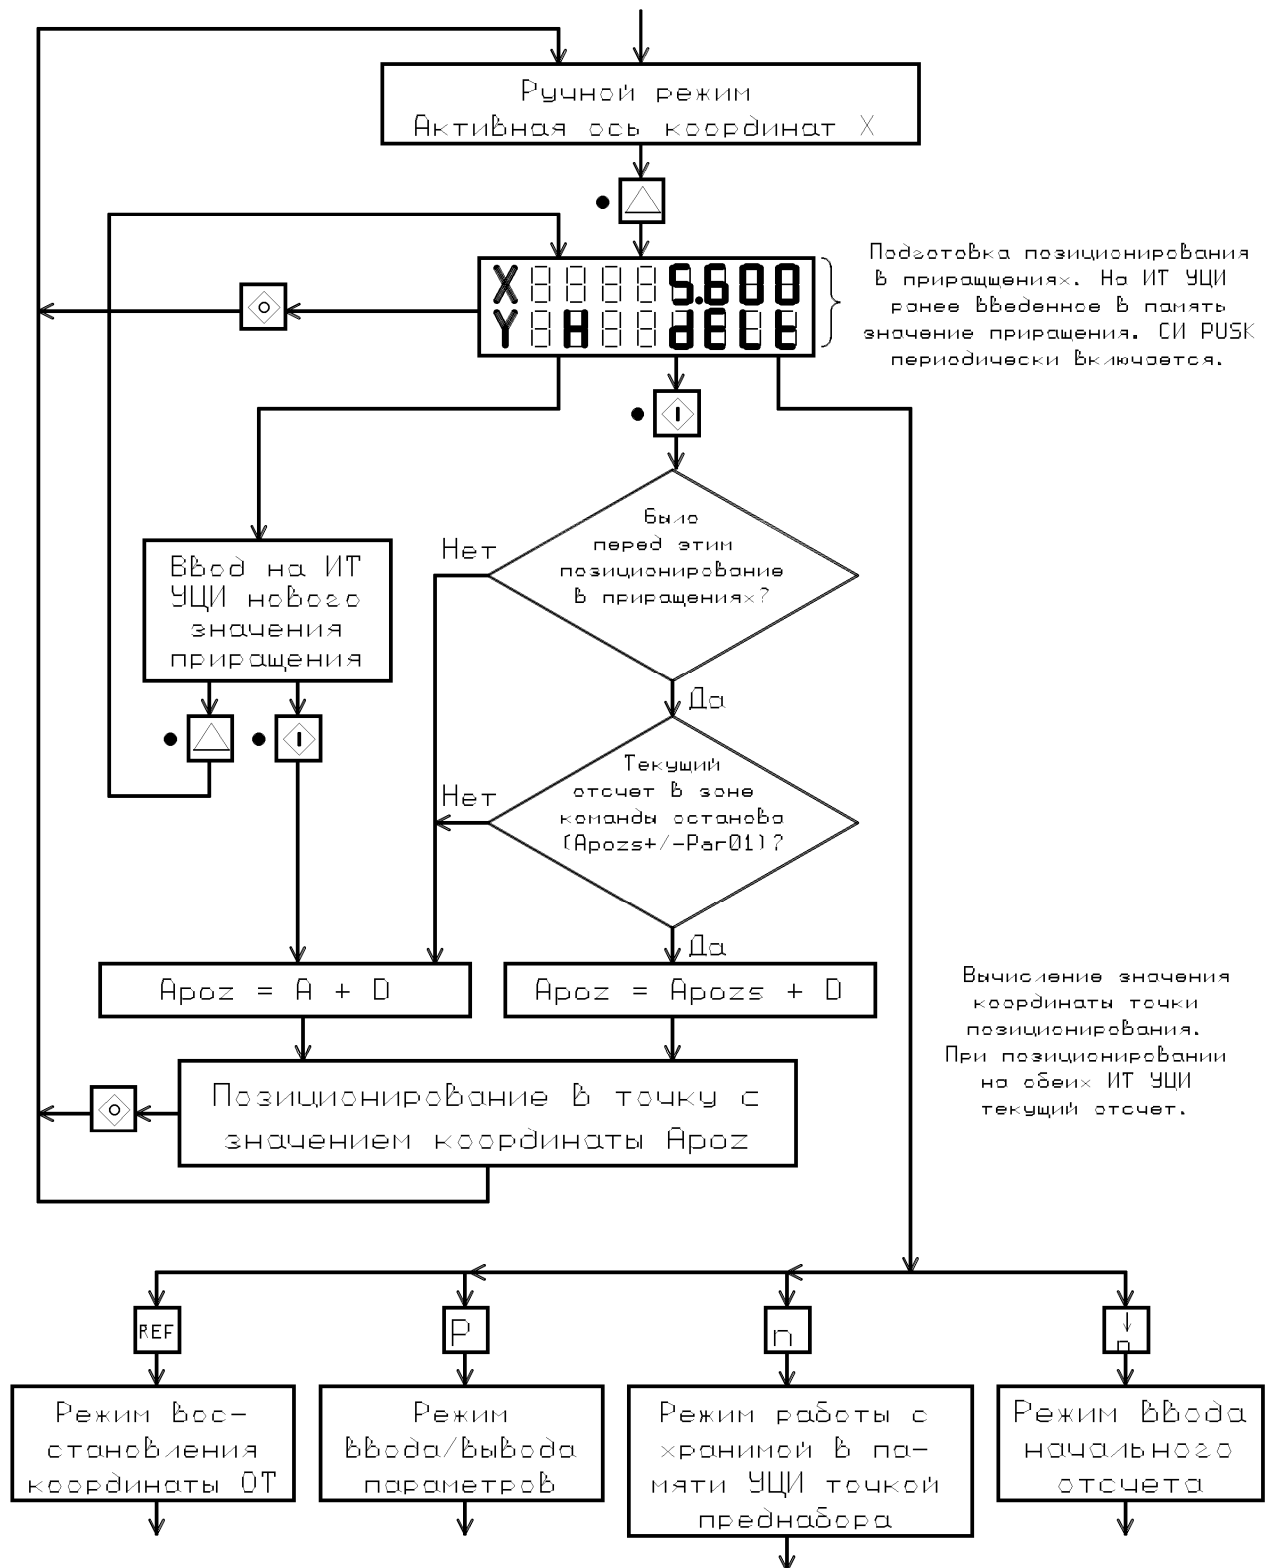 Ручной режим
Активная ось координат X
X 5.600
Y H dELt
Подготовка позиционирования
в приращщениях. На ИТ УЦИ
ранее введенное в память
значение приращения. СИ PUSK
периодически включается.
Было
перед этим
позиционирование
в приращениях?
Нет
Ввод на ИТ
УЦИ нового
значения
приращения
Да
Текущий
отсчет в зоне
команды останова
(Apozs+/-Par01)?
Нет
Да
Apoz = A + D
Apoz = Apozs + D
Вычисление значения
координаты точки
позиционирования.
При позиционировании
на обеих ИТ УЦИ
текущий отсчет.
Позиционирование в точку с
значением координаты Apoz
REF
P
n
n
Режим вос-
становления
координаты ОТ
Режим
ввода/вывода
параметров
Режим работы с
хранимой в па-
мяти УЦИ точкой
преднабора
Режим ввода
начального
отсчета